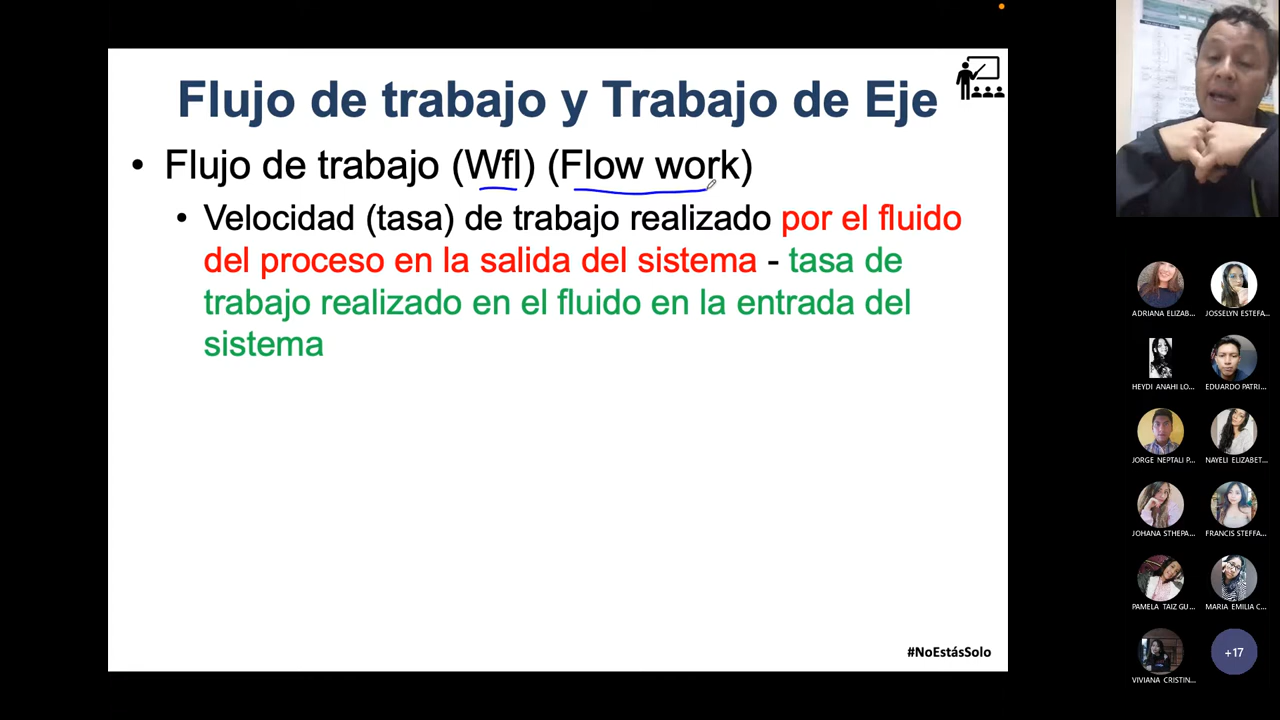 Flujo de trabajo y Trabajo de Eje
• Flujo de trabajo (Wfl) (Flow work)
• Velocidad (tasa) de trabajo realizado por el fluido
del proceso en la salida del sistema - tasa de
trabajo realizado en el fluido en la entrada del
sistema
#NoEstásSolo
ADRIANA ELIZAB...
JOSSELYN ESTEFA...
HEYDI ANAHI LO...
EDUARDO PATRI...
JORGE NEPTALI P...
NAYELI ELIZABET...
JOHANA STHEPA...
FRANCIS STEFFA...
PAMELA TAIZ GU...
MARIA EMILIA C...
VIVIANA CRISTIN...
+17